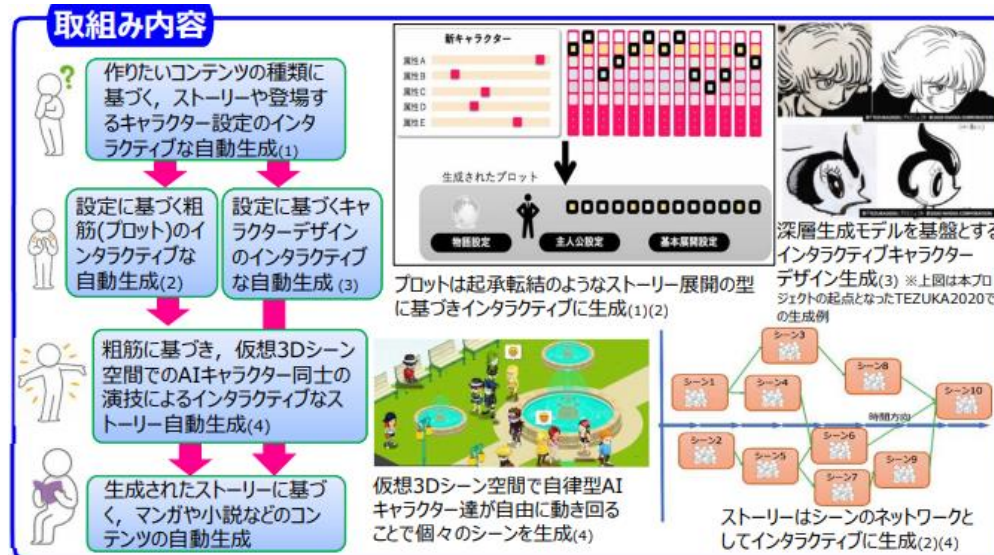 取組み内容
作りたいコンテンツの種類に
基づく，ストーリーや登場す
るキャラクター設定のインタ
ラクティブな自動生成(1)
設定に基づく粗
筋(プロット)のイ
ンタラクティブな
自動生成(2)
設定に基づくキャ
ラクターデザイン
のインタラクティブ
な自動生成(3)
粗筋に基づき，仮想3Dシーン
空間でのAIキャラクター同士の
演技によるインタラクティブなス
トーリー自動生成(4)
生成されたストーリーに基づ
く，マンガや小説などのコン
テンツの自動生成
新キャラクター
属性A
属性B
属性C
属性D
属性E
生成されたプロット
物語設定
主人公設定
基本展開設定
プロットは起承転結のようなストーリー展開の型
に基づきインタラクティブに生成(1)(2)
深層生成モデルを基盤とする
インタラクティブキャラクター
デザイン生成(3) ※上図は本プロ
ジェクトの起点となったTEZUKA2020で
の生成例
仮想3Dシーン空間で自律型AI
キャラクター達が自由に動き回る
ことで個々のシーンを生成(4)
シーン1
シーン2
シーン3
シーン4
シーン5
シーン6
シーン7
シーン8
シーン9
シーン10
時間方向
ストーリーはシーンのネットワークと
してインタラクティブに生成(2)(4)